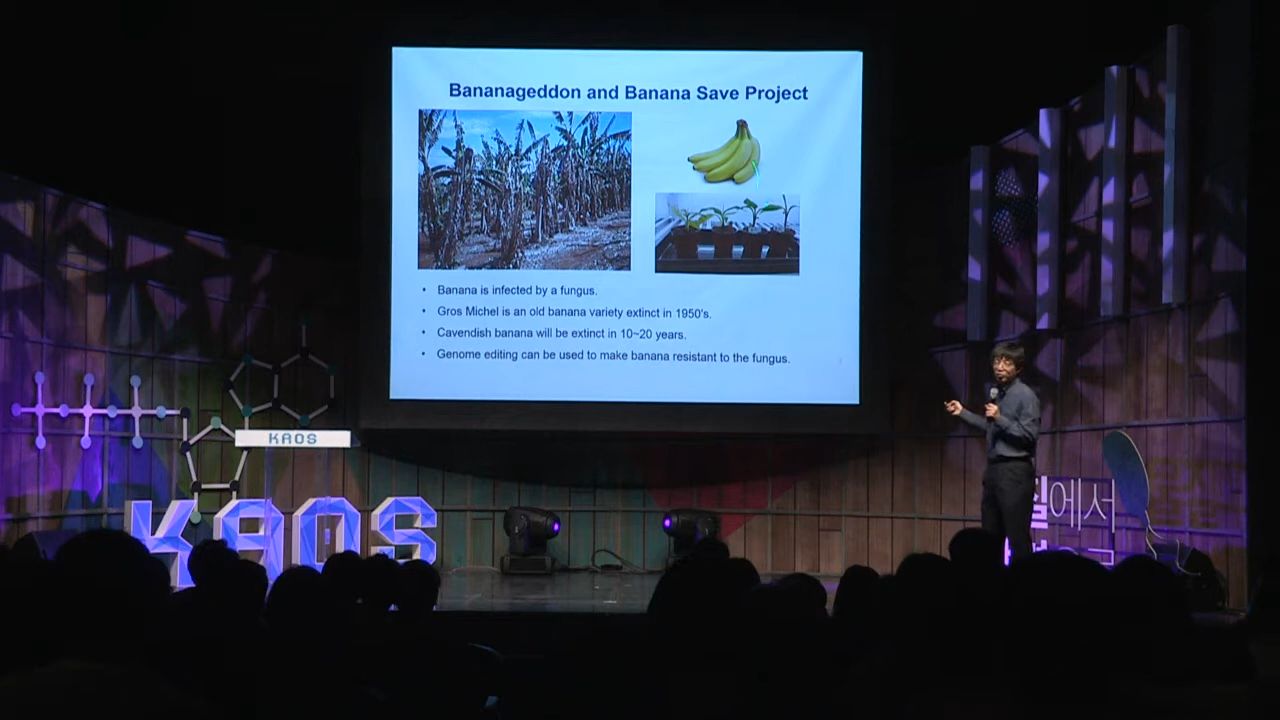 Bananageddon and Banana Save Project
• Banana is infected by a fungus.
• Gros Michel is an old banana variety extinct in 1950's.
• Cavendish banana will be extinct in 10~20 years.
• Genome editing can be used to make banana resistant to the fungus.
KAOS
KAOS
에서